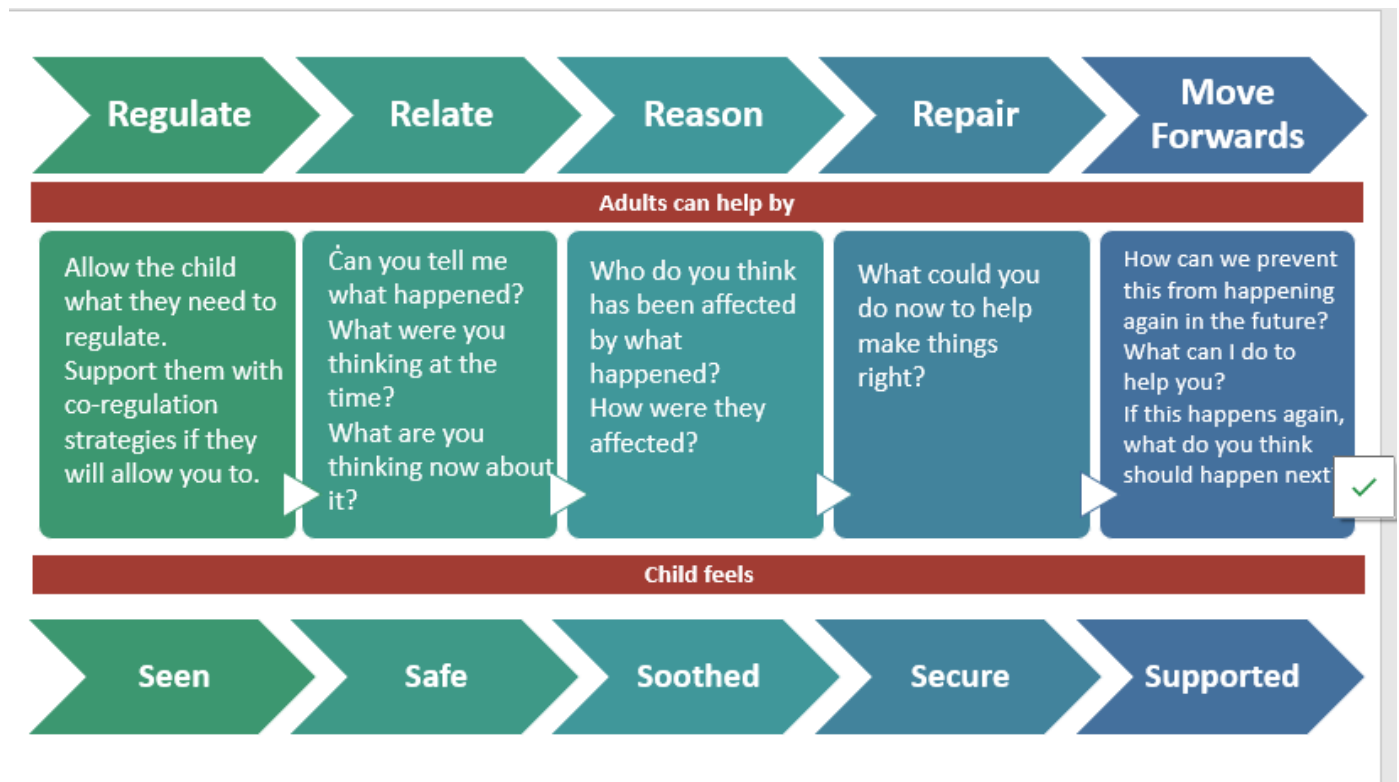 Regulate
Relate
Reason
Repair
Move
Forwards
Adults can help by
Allow the child
what they need to
regulate.
Support them with
co-regulation
strategies if they
will allow you to.
Can you tell me
what happened?
What were you
thinking at the
time?
What are you
thinking now about
it?
Who do you think
has been affected
by what
happened?
How were they
affected?
What could you
do now to help
make things
right?
How can we prevent
this from happening
again in the future?
What can I do to
help you?
If this happens again,
what do you think
should happen next
Child feels
Seen
Safe
Soothed
Secure
Supported